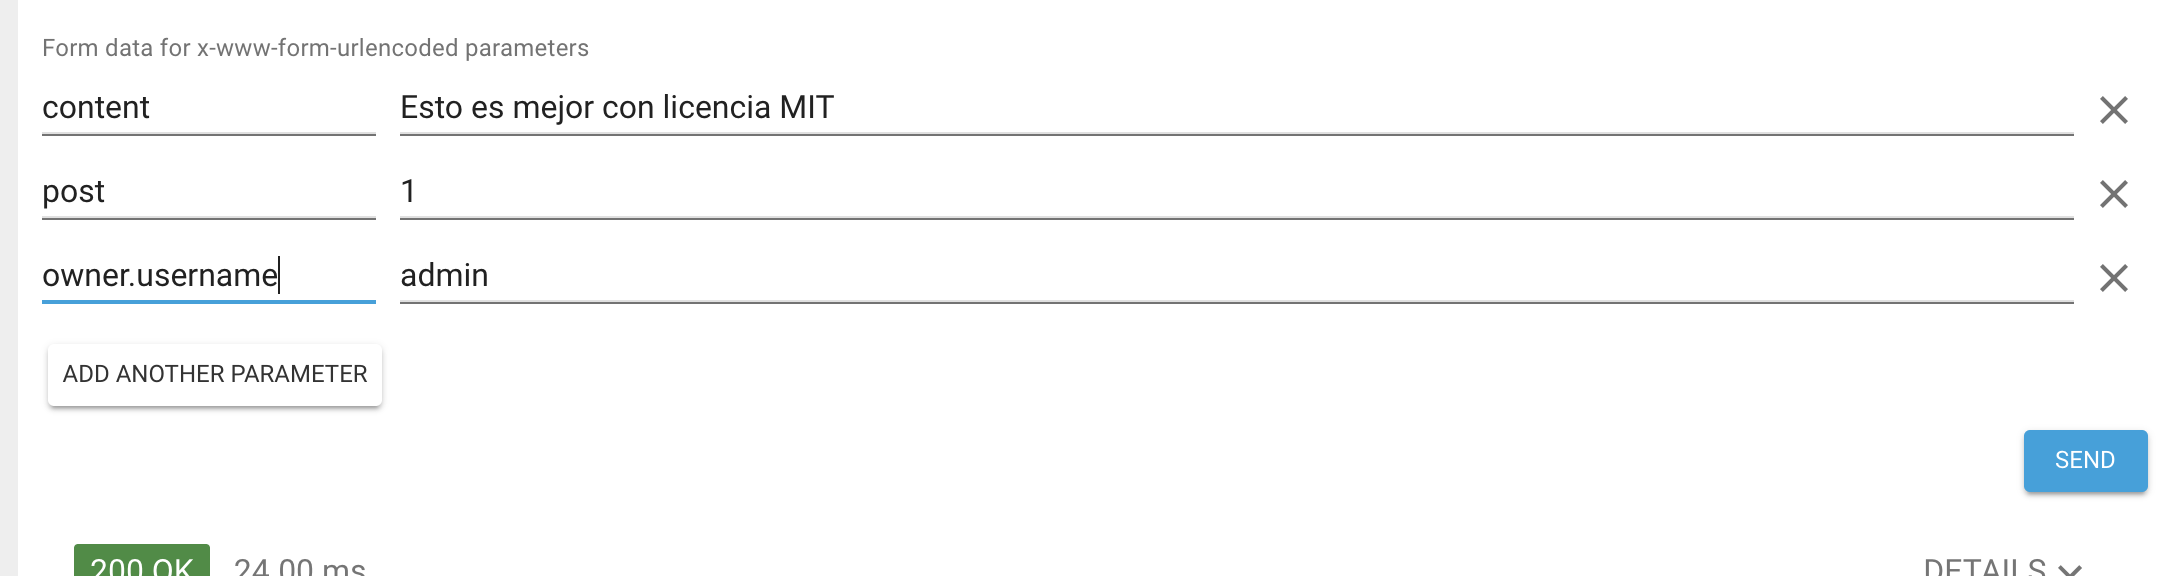 Form data for x-www-form-urlencoded parameters
content Esto es mejor con licencia MIT
post 1
owner.username admin
ADD ANOTHER PARAMETER
SEND
200 OK 24.00 ms DETAILS